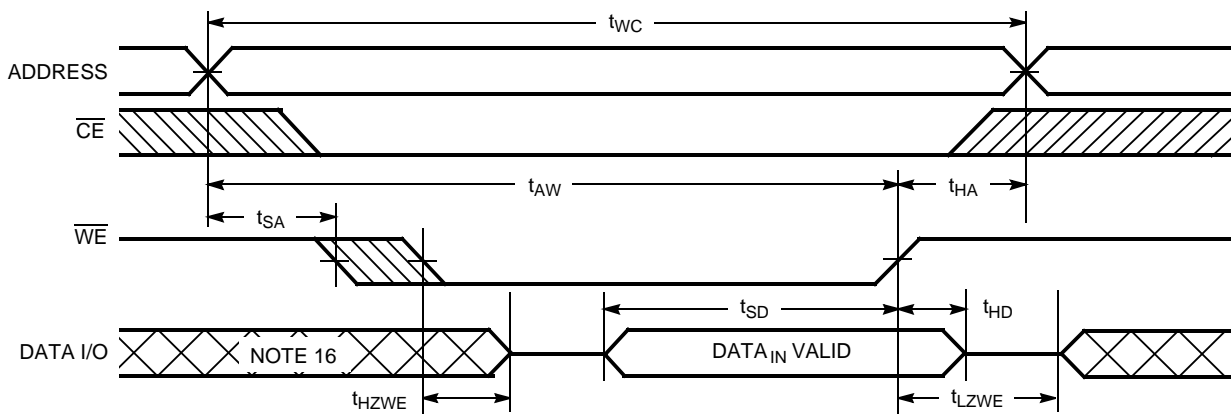 tWC
ADDRESS
CE
tAW
tHA
tSA
WE
tSD
tHD
DATA I/O
NOTE 16
DATAIN VALID
tHZWE
tLZWE